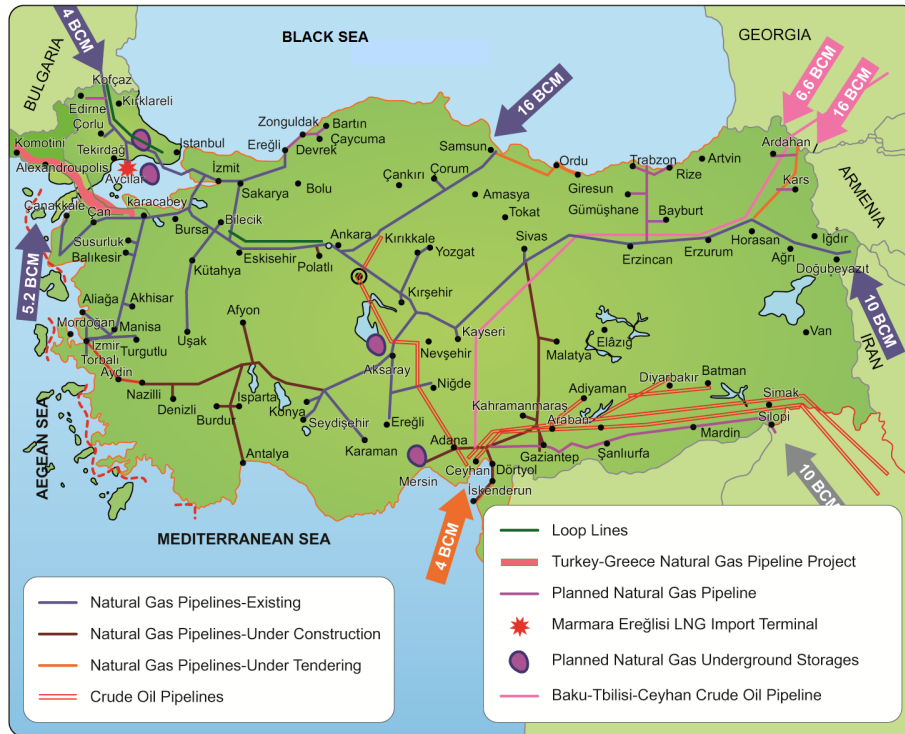 BLACK SEA
GEORGIA
BULGARIA
4 BCM
6.6 BCM
16 BCM
16 BCM
Kofçaz
Kırklareli
Edirne
Çorlu
Tekirdağ
İstanbul
Avcılar
Komotini
Alexandroupolis
Zonguldak
Bartın
Çaycuma
Ereğli
Devrek
Samsun
Ordu
Giresun
Trabzon
Rize
Artvin
Ardahan
Kars
ARMENIA
Gümüşhane
Bayburt
İzmit
Sakarya
Bolu
Çankırı
Çorum
Amasya
Tokat
Çanakkale
Çan
karacabey
Bursa
Bilecik
Ankara
Kırıkkale
Yozgat
Sivas
Erzincan
Erzurum
Horasan
Ağrı
Iğdır
Doğubeyazıt
Susurluk
Balıkesir
Eskisehir
Polatlı
Kütahya
Kırşehir
5.2 BCM
10 BCM
IRAN
Aliağa
Akhisar
Mordoğan
Manisa
İzmir
Turgutlu
Torbalı
Uşak
Afyon
Nevşehir
Kayseri
Aksaray
Niğde
Malatya
Elâzıg
Van
Aydin
Nazilli
Denizli
Burdur
Isparta
Konya
Seydişehir
Karaman
Ereğli
Kahramanmaraş
Adiyaman
Diyarbakır
Batman
Simak
Silopi
Araban
Adana
Gaziantep
Şanlıurfa
Mardin
Antalya
Mersin
Ceyhan
Dörtyol
İskenderun
AEGEAN SEA
MEDITERRANEAN SEA
4 BCM
10 BCM
Natural Gas Pipelines-Existing
Natural Gas Pipelines-Under Construction
Natural Gas Pipelines-Under Tendering
Crude Oil Pipelines
Loop Lines
Turkey-Greece Natural Gas Pipeline Project
Planned Natural Gas Pipeline
Marmara Ereğlisi LNG Import Terminal
Planned Natural Gas Underground Storages
Baku-Tbilisi-Ceyhan Crude Oil Pipeline